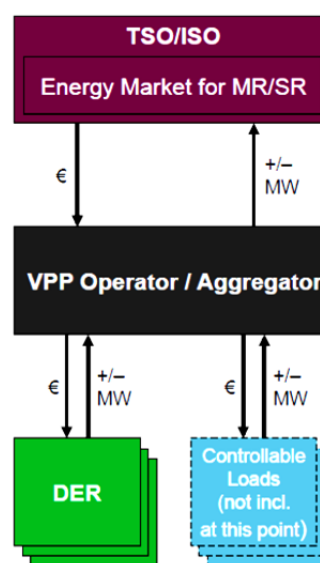 TSO/ISO
Energy Market for MR/SR
€
+/–
MW
VPP Operator / Aggregator
€
+/–
MW
€
+/–
MW
DER
Controllable
Loads
(not incl.
at this point)